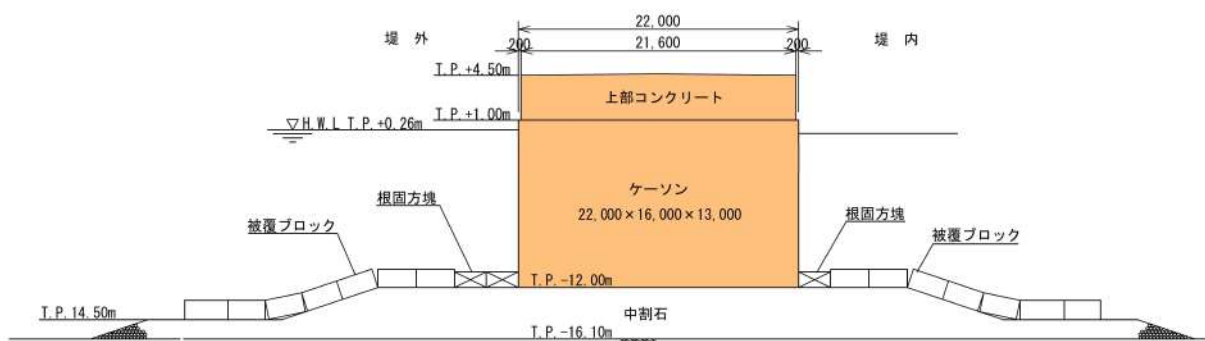 22,000
堤 外
200
21,600
200
堤 内
T.P.+4.50m
上部コンクリート
T.P.+1.00m
▽H.W.L T.P.+0.26m
ケーソン
22,000×16,000×13,000
根固方塊
根固方塊
被覆ブロック
被覆ブロック
T.P.-12.00m
T.P.14.50m
中割石
T.P.-16.10m